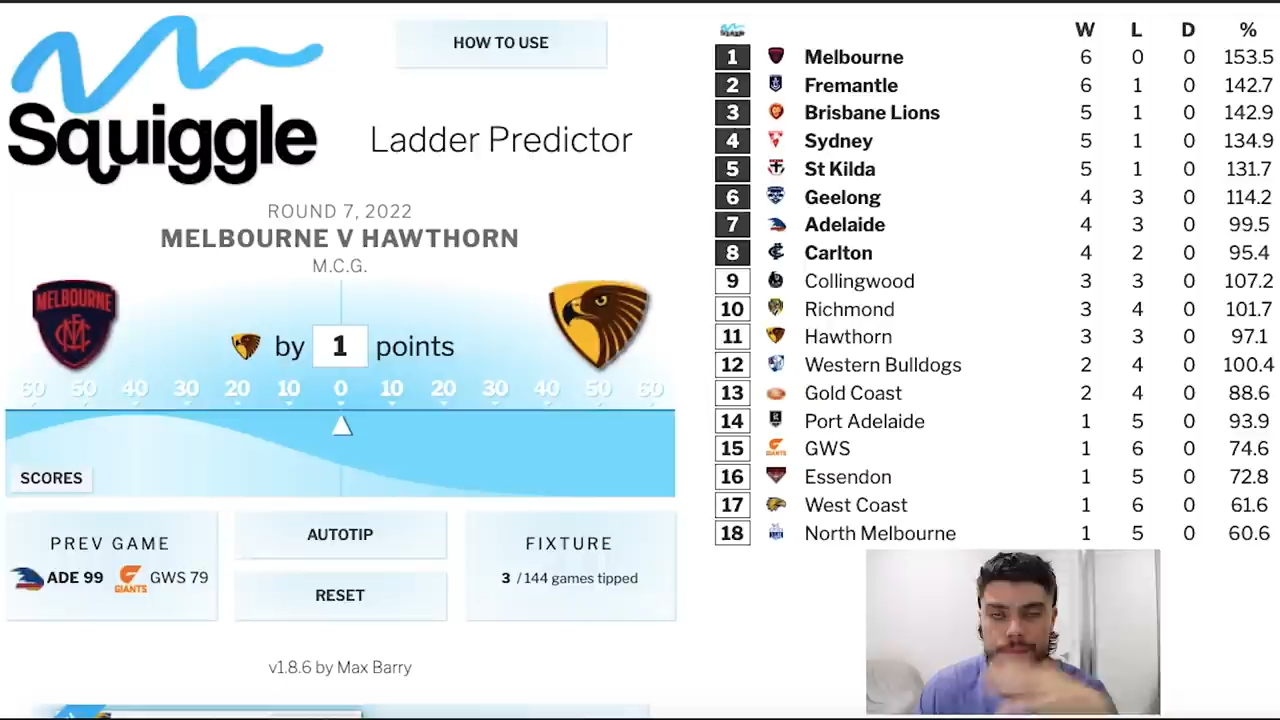 HOW TO USE
Squiggle
Ladder Predictor
ROUND 7, 2022
MELBOURNE V HAWTHORN
M.C.G.
MELBOURNE
by 1 points
60 50 40 30 20 10 0 10 20 30 40 50 60
SCORES
PREV GAME
ADE 99 GIANTS GWS 79
AUTOTIP
RESET
FIXTURE
3 / 144 games tipped
v1.8.6 by Max Barry
W L D %
1 Melbourne 6 0 0 153.5
2 Fremantle 6 1 0 142.7
3 Brisbane Lions 5 1 0 142.9
4 Sydney 5 1 0 134.9
5 St Kilda 5 1 0 131.7
6 Geelong 4 3 0 114.2
7 Adelaide 4 3 0 99.5
8 Carlton 4 2 0 95.4
9 Collingwood 3 3 0 107.2
10 Richmond 3 4 0 101.7
11 Hawthorn 3 3 0 97.1
12 Western Bulldogs 2 4 0 100.4
13 Gold Coast 2 4 0 88.6
14 Port Adelaide 1 5 0 93.9
15 GWS 1 6 0 74.6
16 Essendon 1 5 0 72.8
17 West Coast 1 6 0 61.6
18 North Melbourne 1 5 0 60.6